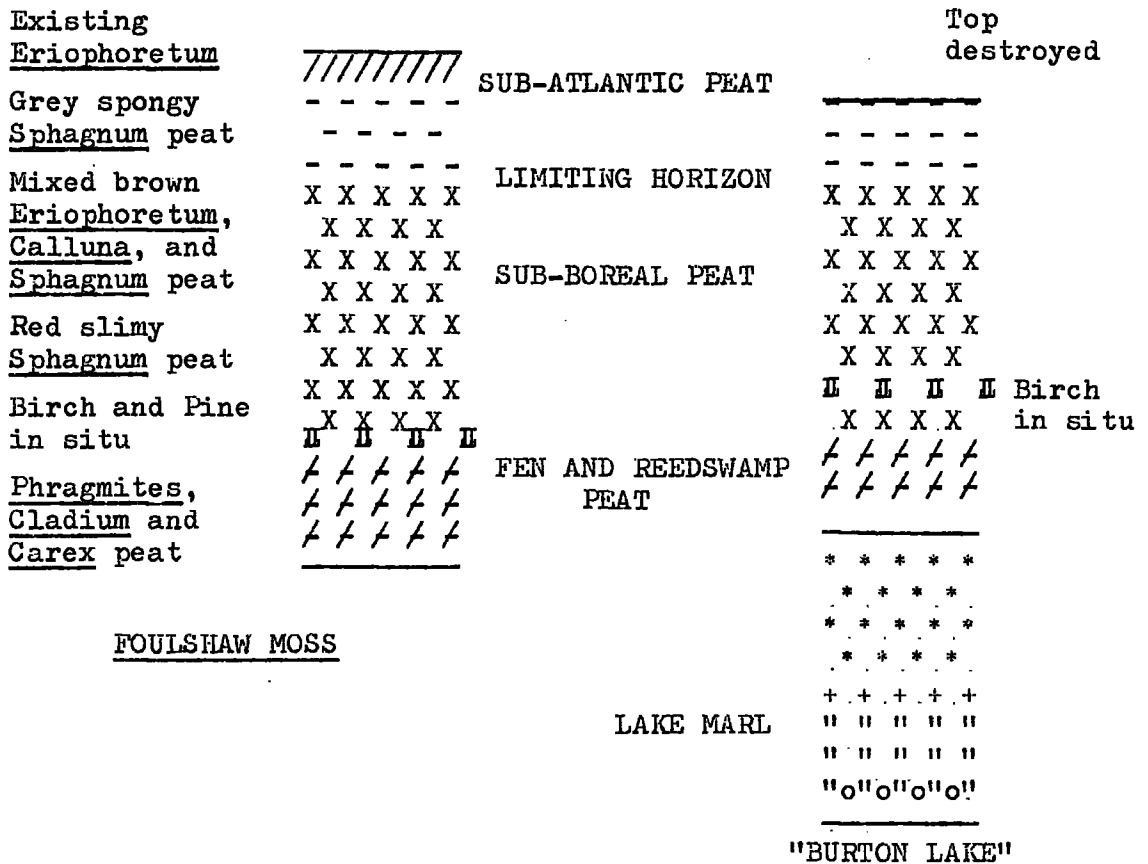 Existing
Eriophoretum
Grey spongy
Sphagnum peat
Mixed brown
Eriophoretum,
Calluna, and
Sphagnum peat
Red slimy
Sphagnum peat
Birch and Pine
in situ
Phragmites,
Cladium and
Carex peat
FOULSHAW MOSS
SUB-ATLANTIC PEAT
LIMITING HORIZON
SUB-BOREAL PEAT
FEN AND REEDSWAMP
PEAT
LAKE MARL
Top
destroyed
Birch
in situ
"BURTON LAKE"